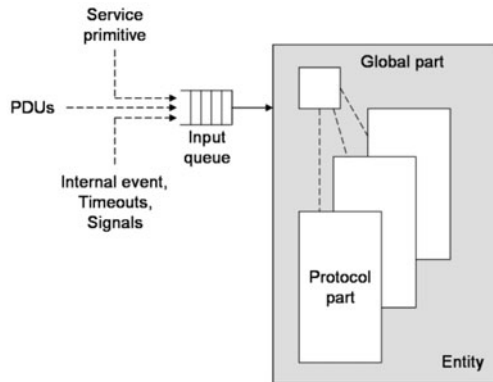 Service
primitive
PDUs
Input
queue
Internal event,
Timeouts,
Signals
Global part
Protocol
part
Entity